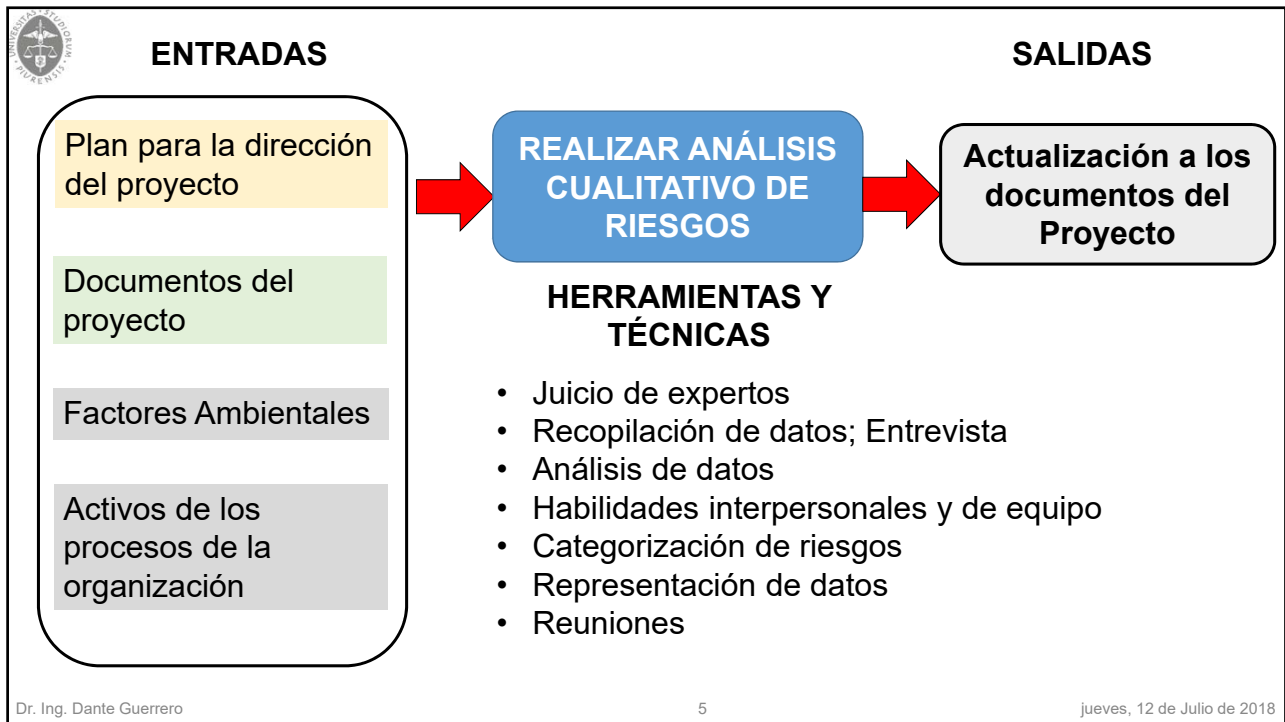 UNIVERSITAS • STUDIORUM • PIURENSIS
ENTRADAS
Plan para la dirección
del proyecto
Documentos del
proyecto
Factores Ambientales
Activos de los
procesos de la
organización
REALIZAR ANÁLISIS
CUALITATIVO DE
RIESGOS
HERRAMIENTAS Y
TÉCNICAS
• Juicio de expertos
• Recopilación de datos; Entrevista
• Análisis de datos
• Habilidades interpersonales y de equipo
• Categorización de riesgos
• Representación de datos
• Reuniones
SALIDAS
Actualización a los
documentos del
Proyecto
Dr. Ing. Dante Guerrero
5
jueves, 12 de Julio de 2018